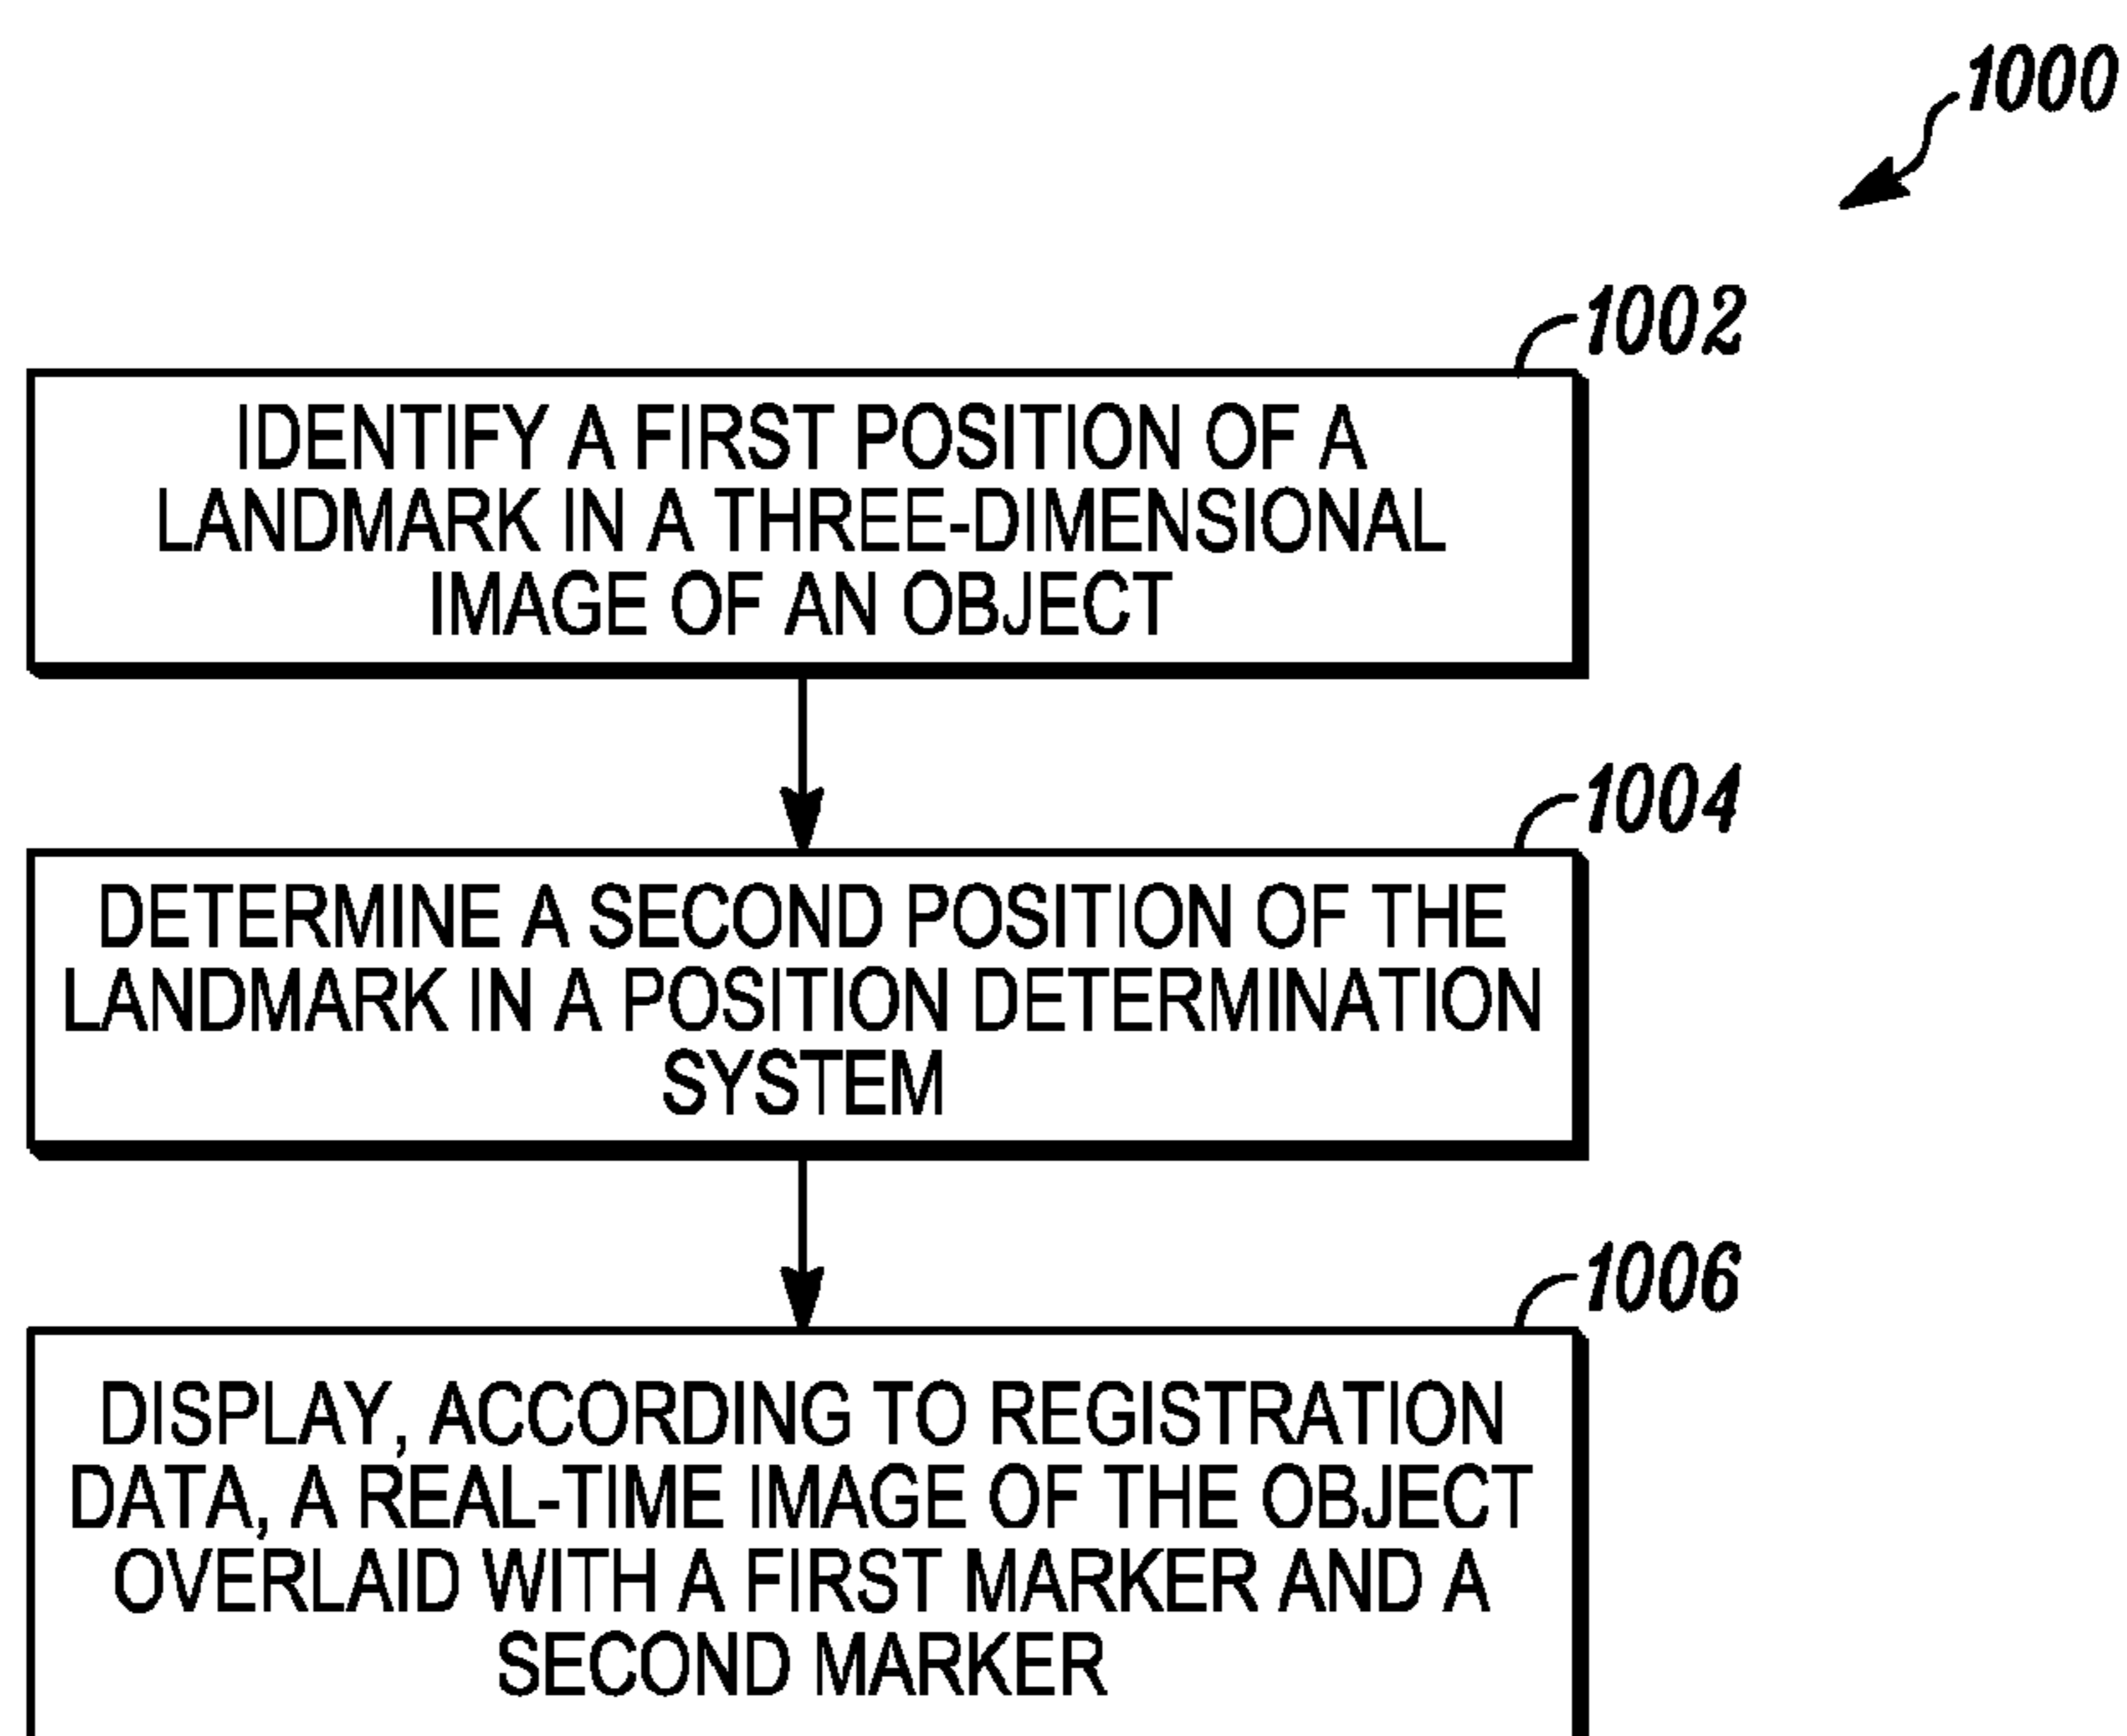 1000
1002
IDENTIFY A FIRST POSITION OF A
LANDMARK IN A THREE-DIMENSIONAL
IMAGE OF AN OBJECT
1004
DETERMINE A SECOND POSITION OF THE
LANDMARK IN A POSITION DETERMINATION
SYSTEM
1006
DISPLAY, ACCORDING TO REGISTRATION
DATA, A REAL-TIME IMAGE OF THE OBJECT
OVERLAID WITH A FIRST MARKER AND A
SECOND MARKER